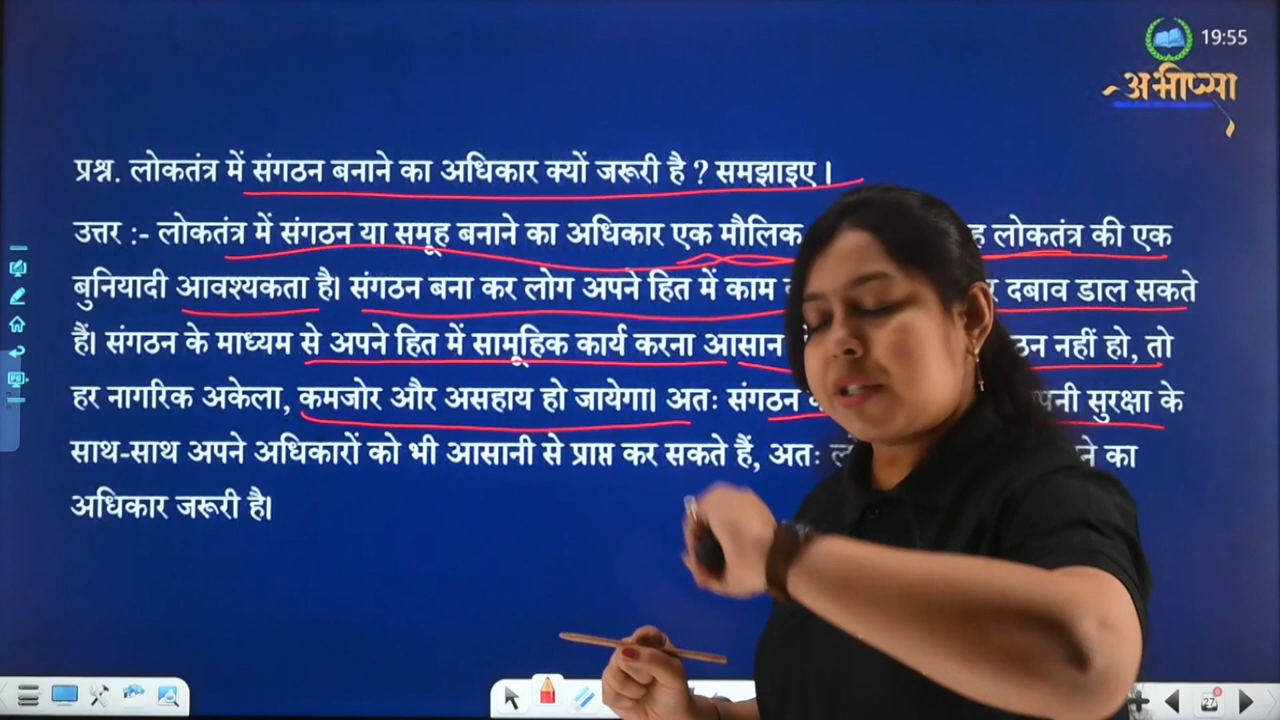 19:55
अभीप्सा
प्रश्न. लोकतंत्र में संगठन बनाने का अधिकार क्यों जरूरी है ? समझाइए ।
उत्तर :- लोकतंत्र में संगठन या समूह बनाने का अधिकार एक मौलिक लोकतंत्र की एक
बुनियादी आवश्यकता है। संगठन बना कर लोग अपने हित में काम दबाव डाल सकते
हैं। संगठन के माध्यम से अपने हित में सामूहिक कार्य करना आसान नहीं हो, तो
हर नागरिक अकेला, कमजोर और असहाय हो जायेगा। अतः संगठन सुरक्षा के
साथ-साथ अपने अधिकारों को भी आसानी से प्राप्त कर सकते हैं, अतः का
अधिकार जरूरी है।
27